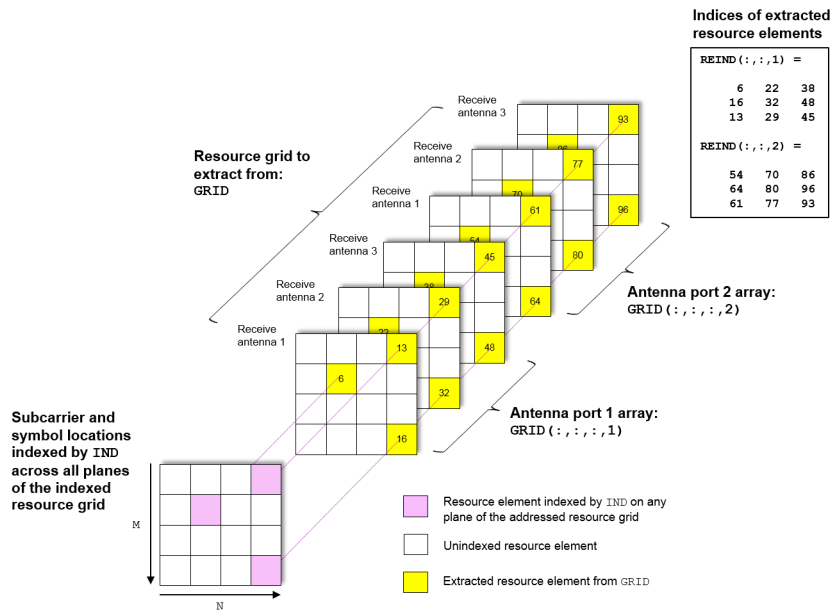 Indices of extracted
resource elements
REIND(:,:,1) =
6 22 38
16 32 48
13 29 45
REIND(:,:,2) =
54 70 86
64 80 96
61 77 93
Resource grid to
extract from:
GRID
Receive
antenna 3
93
96
Receive
antenna 2
77
70
80
Receive
antenna 1
61
54
64
Receive
antenna 3
45
38
48
Receive
antenna 2
29
22
32
Receive
antenna 1
13
6
16
Antenna port 2 array:
GRID(:,:,:,2)
Antenna port 1 array:
GRID(:,:,:,1)
Subcarrier and
symbol locations
indexed by IND
across all planes
of the indexed
resource grid
M
N
Resource element indexed by IND on any
plane of the addressed resource grid
Unindexed resource element
Extracted resource element from GRID